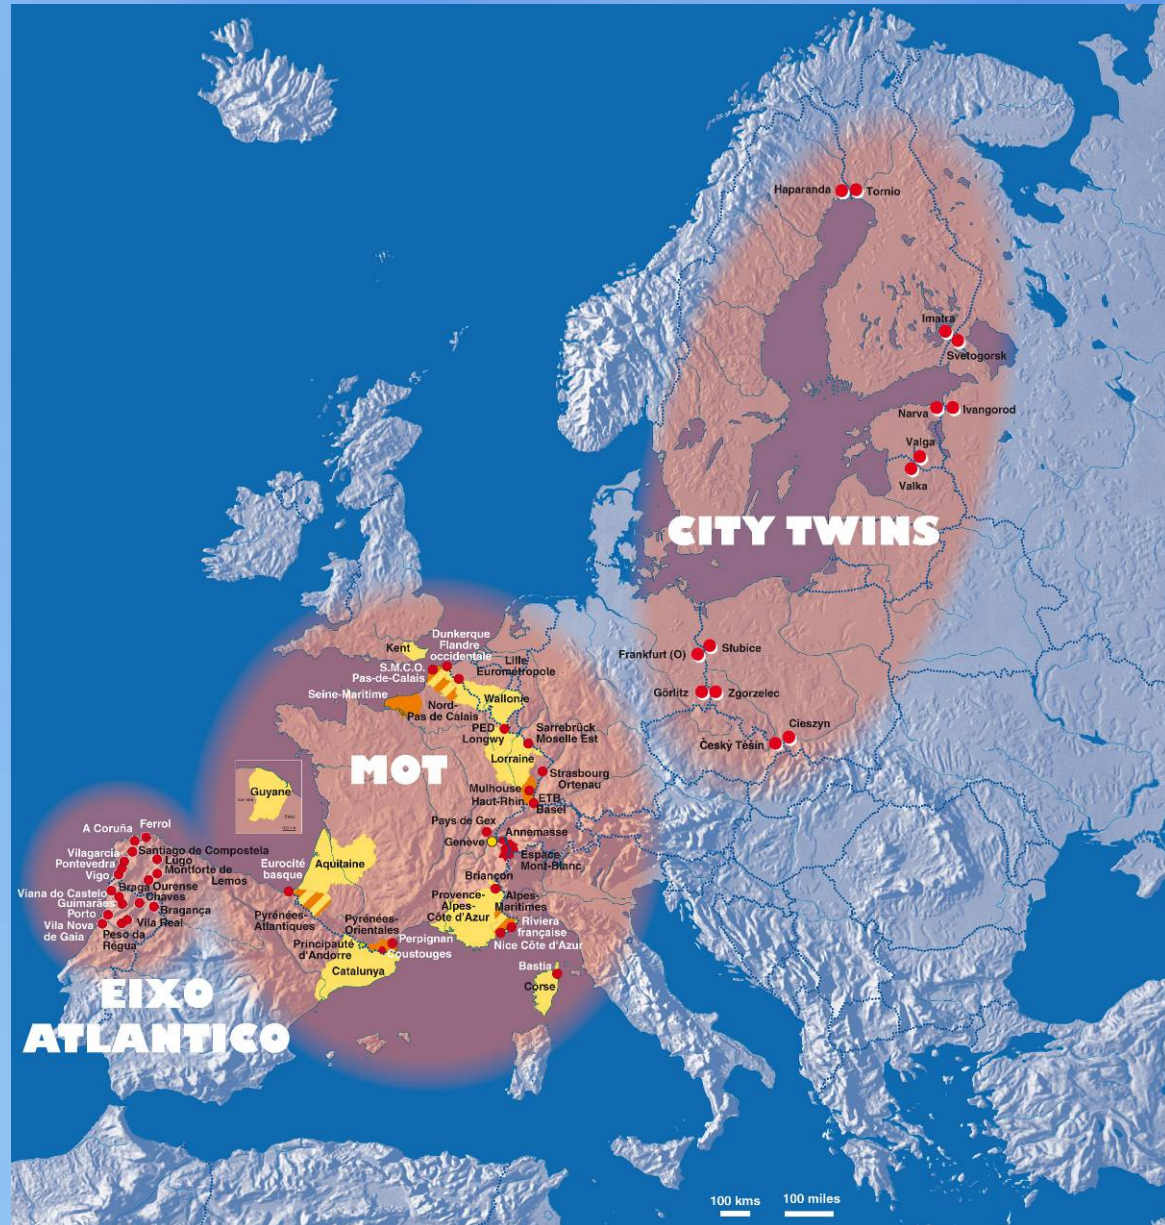 Haparanda
Tornio
Imatra
Svetogorsk
Narva
Ivangorod
Valga
Valka
CITY TWINS
Frankfurt (O)
Słubice
Görlitz
Zgorzelec
Cieszyn
Český Těšín
Kent
Dunkerque
Flandre
occidentale
S.M.C.O.
Pas-de-Calais
Lille
Eurométropole
Seine-Maritime
Wallonie
Nord-
Pas de Calais
PED
Longwy
Sarrebrück
Moselle Est
Lorraine
MOT
Strasbourg
Ortenau
Mulhouse
Haut-Rhin
ETB
Basel
Guyane
Pays de Gex
Genève
Annemasse
Espace
Mont-Blanc
Briançon
Eurocité
basque
Aquitaine
Provence-
Alpes-
Côte d'Azur
Alpes-
Maritimes
Riviera
française
Nice Côte d'Azur
Pyrénées-
Atlantiques
Pyrénées-
Orientales
Perpignan
Coustouges
Principauté
d'Andorre
Catalunya
Bastia
Corse
A Coruña
Ferrol
Santiago de Compostela
Vilagarcia
Pontevedra
Lugo
Vigo
Montforte de
Lemos
Ourense
Viana do Castelo
Braga
Chaves
Guimarães
Bragança
Porto
Vila Real
Vila Nova
de Gaia
Peso da
Régua
EIXO
ATLANTICO
100 kms
100 miles